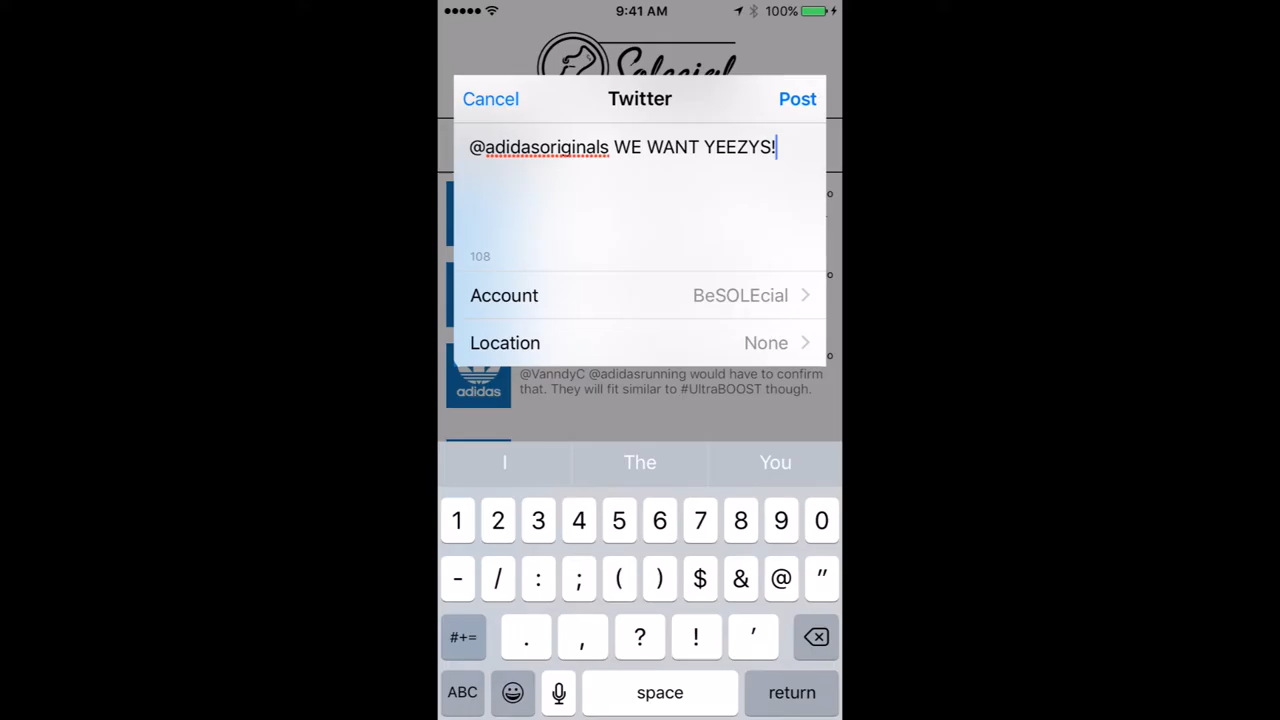 9:41 AM
100%
Solecial
Cancel
Twitter
Post
@adidasoriginals WE WANT YEEZYS!
108
Account
BeSOLEcial
Location
None
@VanndyC @adidasrunning would have to confirm
that. They will fit similar to #UltraBOOST though.
adidas
I
The
You
1 2 3 4 5 6 7 8 9 0
- / : ; ( ) $ & @ "
#+= . , ? ! '
ABC
space
return